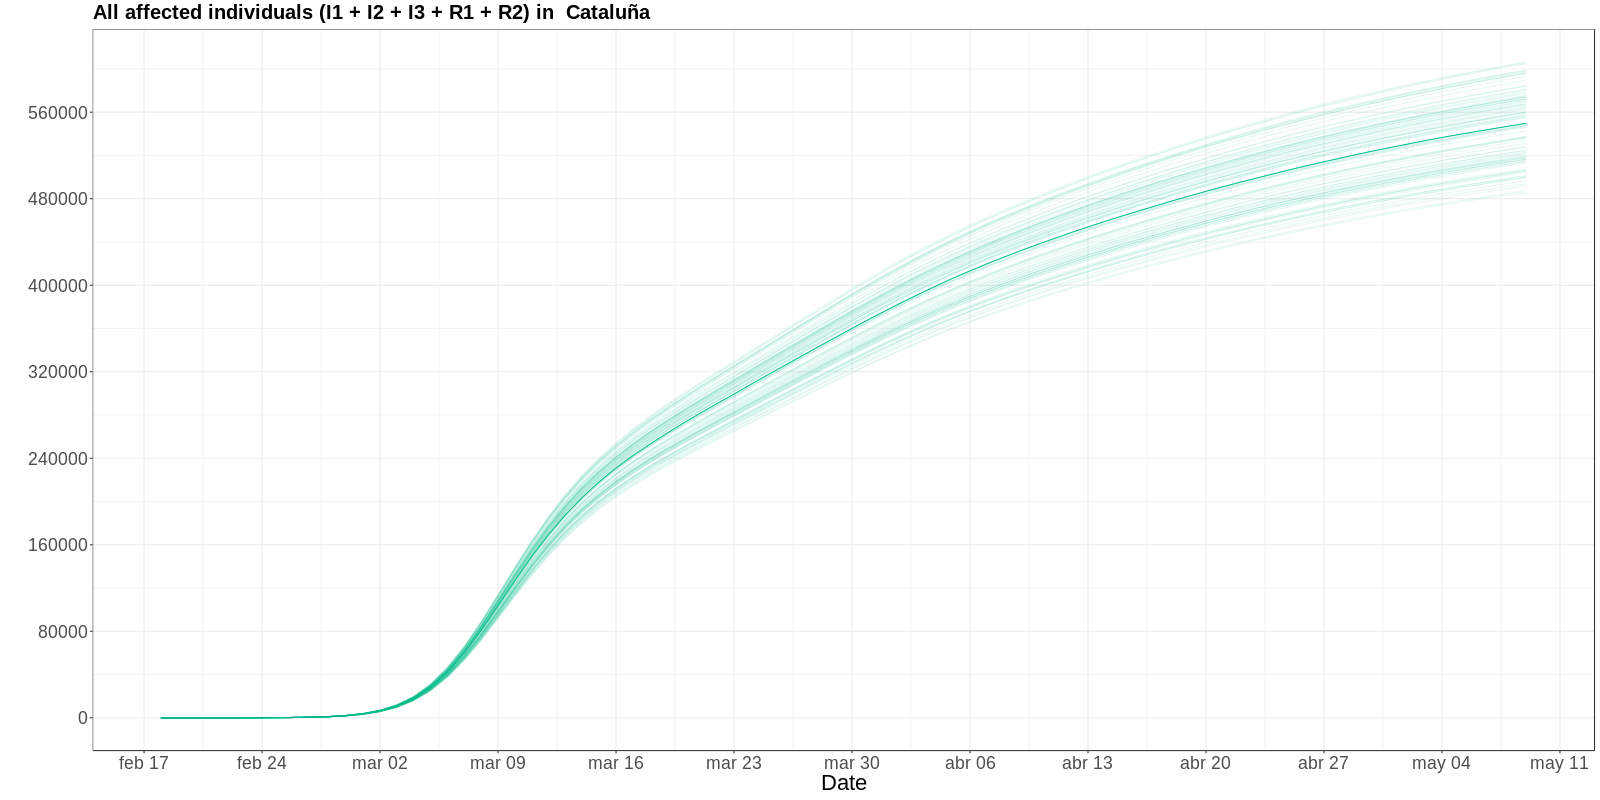 All affected individuals (I1 + I2 + I3 + R1 + R2) in  Cataluña
560000
480000
400000
320000
240000
160000
80000
0
feb 17 feb 24 mar 02 mar 09 mar 16 mar 23 mar 30 abr 06 abr 13 abr 20 abr 27 may 04 may 11
Date